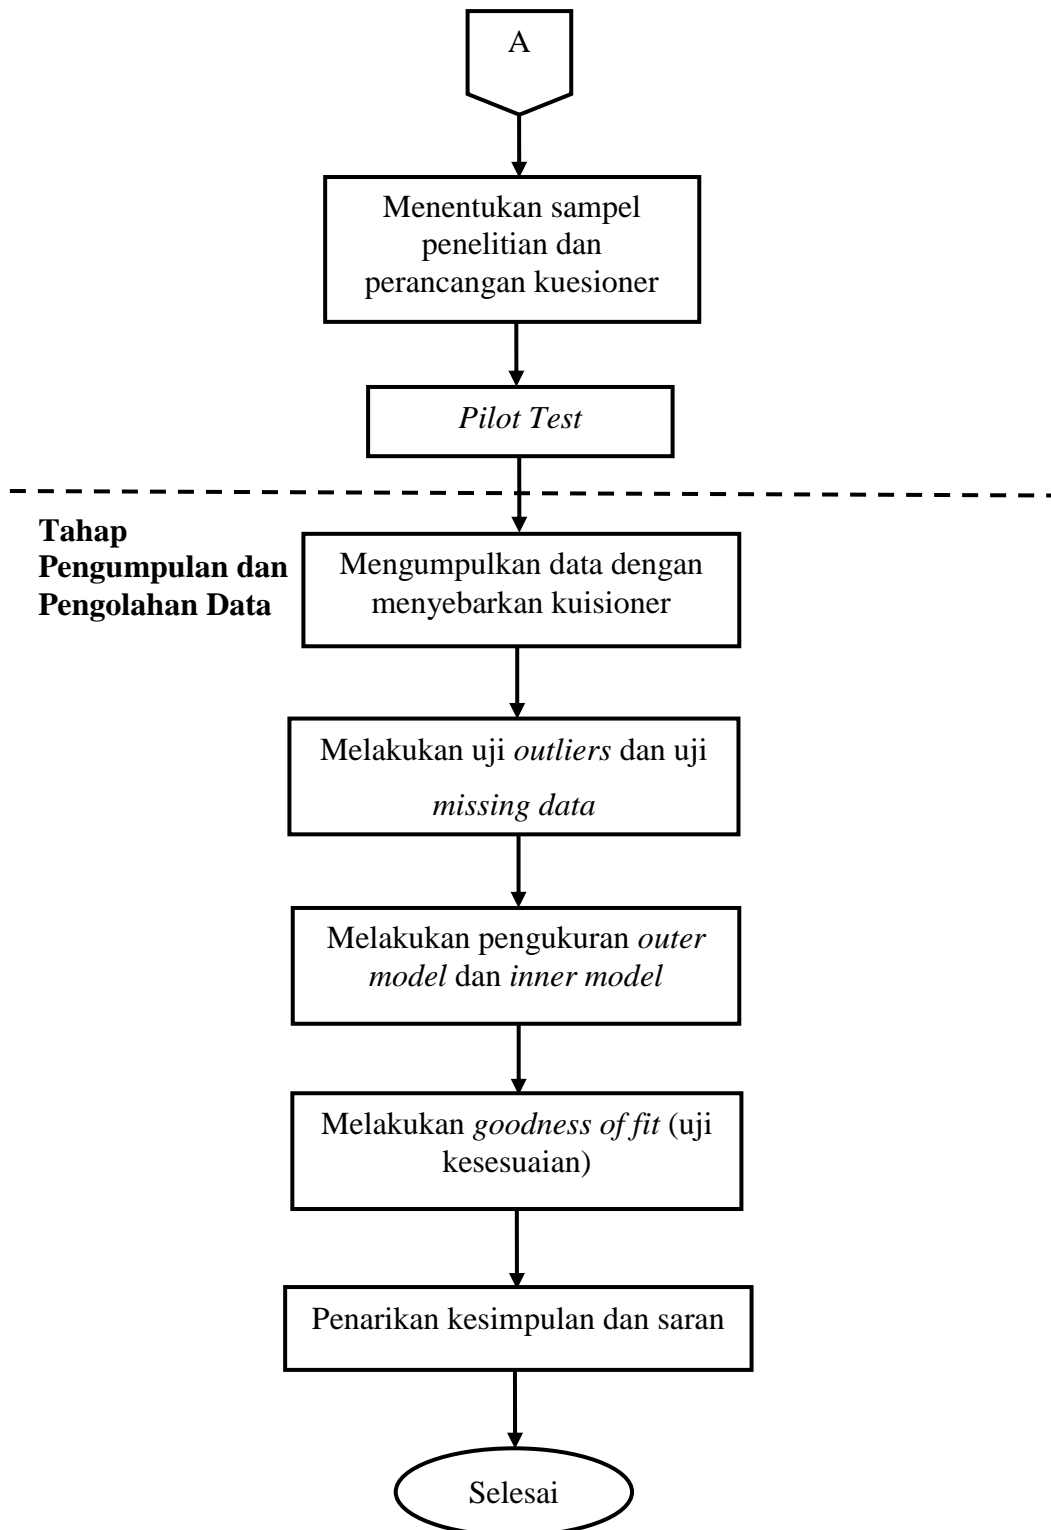 A
Menentukan sampel
penelitian dan
perancangan kuesioner
Pilot Test
Tahap
Pengumpulan dan
Pengolahan Data
Mengumpulkan data dengan
menyebarkan kuisioner
Melakukan uji outliers dan uji
missing data
Melakukan pengukuran outer
model dan inner model
Melakukan goodness of fit (uji
kesesuaian)
Penarikan kesimpulan dan saran
Selesai